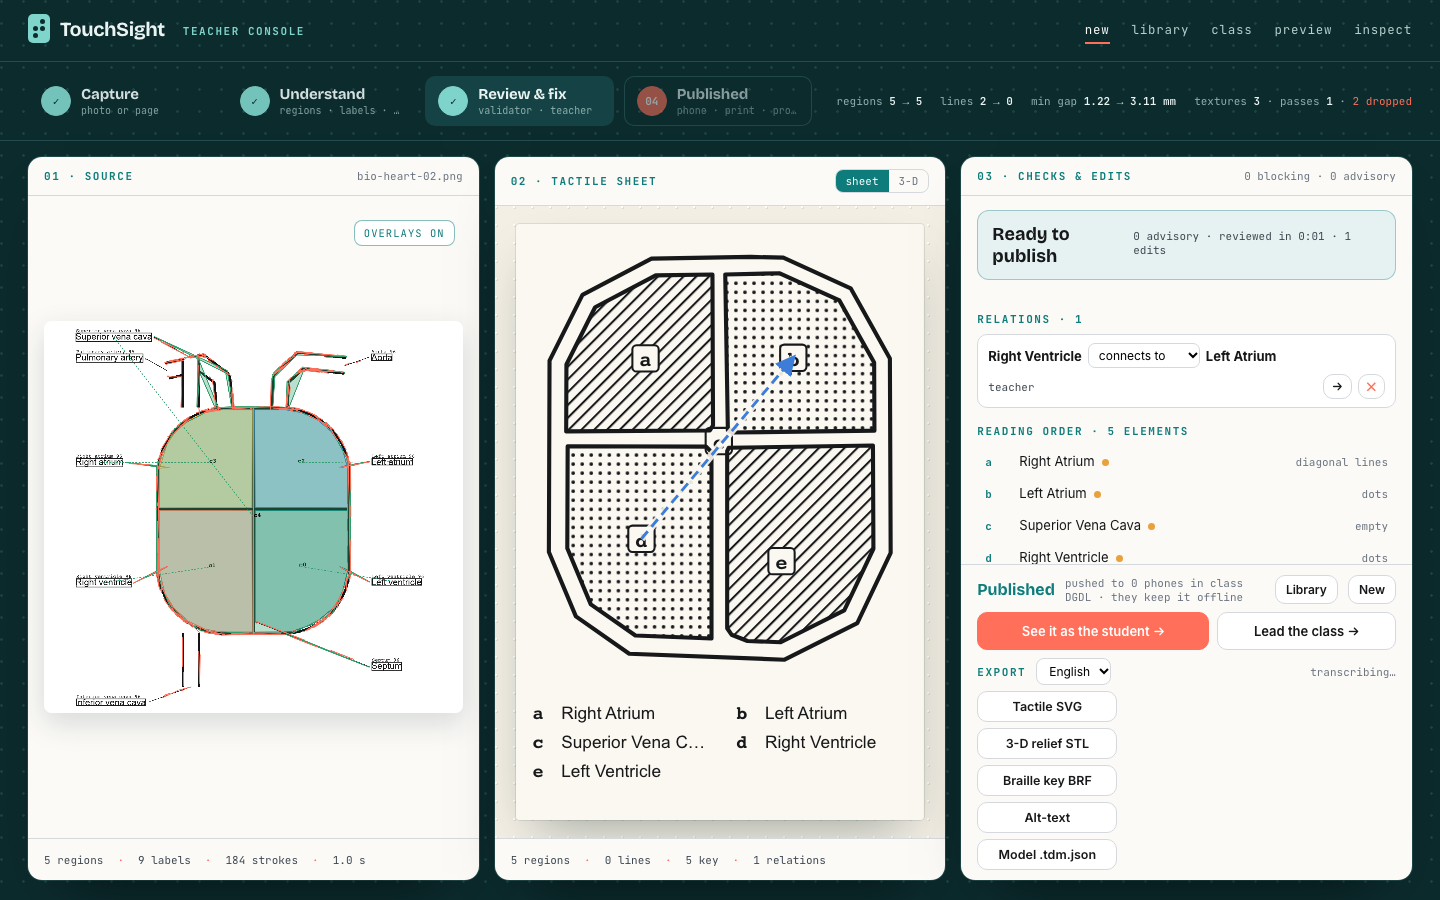 TouchSight TEACHER CONSOLE
new library class preview inspect
✓ Capture
photo or page
✓ Understand
regions · labels · …
✓ Review & fix
validator · teacher
04 Published
phone · print · pro…
regions 5 → 5 lines 2 → 0 min gap 1.22 → 3.11 mm textures 3 · passes 1 · 2 dropped
01 · SOURCE bio-heart-02.png
OVERLAYS ON
Superior vena cava
Pulmonary artery
Aorta
Right atrium
Left atrium
Right ventricle
Left ventricle
Septum
Inferior vena cava
5 regions · 9 labels · 184 strokes · 1.0 s
02 · TACTILE SHEET sheet 3-D
a
b
c
d
e
a Right Atrium b Left Atrium
c Superior Vena C… d Right Ventricle
e Left Ventricle
5 regions · 0 lines · 5 key · 1 relations
03 · CHECKS & EDITS 0 blocking · 0 advisory
Ready to publish
0 advisory · reviewed in 0:01 · 1 edits
RELATIONS · 1
Right Ventricle connects to Left Atrium
teacher → ×
READING ORDER · 5 ELEMENTS
a Right Atrium diagonal lines
b Left Atrium dots
c Superior Vena Cava empty
d Right Ventricle dots
Published
pushed to 0 phones in class
DGDL · they keep it offline
Library New
See it as the student → Lead the class →
EXPORT English transcribing…
Tactile SVG
3-D relief STL
Braille key BRF
Alt-text
Model .tdm.json